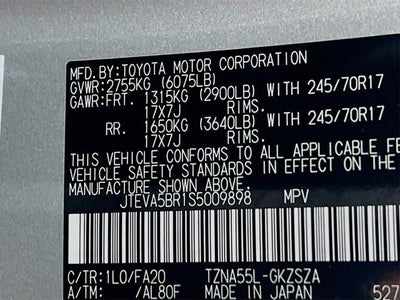 MFD.BY:TOYOTA MOTOR CORPORATION
GVWR:2755KG (6075LB)
GAWR:FRT. 1315KG (2900LB) WITH 245/70R17
17X7J RIMS.
RR. 1650KG (3640LB) WITH 245/70R17
17X7J RIMS.
THIS VEHICLE CONFORMS TO ALL APPLICABLE FE
VEHICLE SAFETY STANDARDS IN EFFECT ON THE
MANUFACTURE SHOWN ABOVE.
JTEVA5BR1S5009898 MPV
C/TR:1L0/FA20 TZNA55L-GKZSZA
A/TM: /AL80F MADE IN JAPAN 527